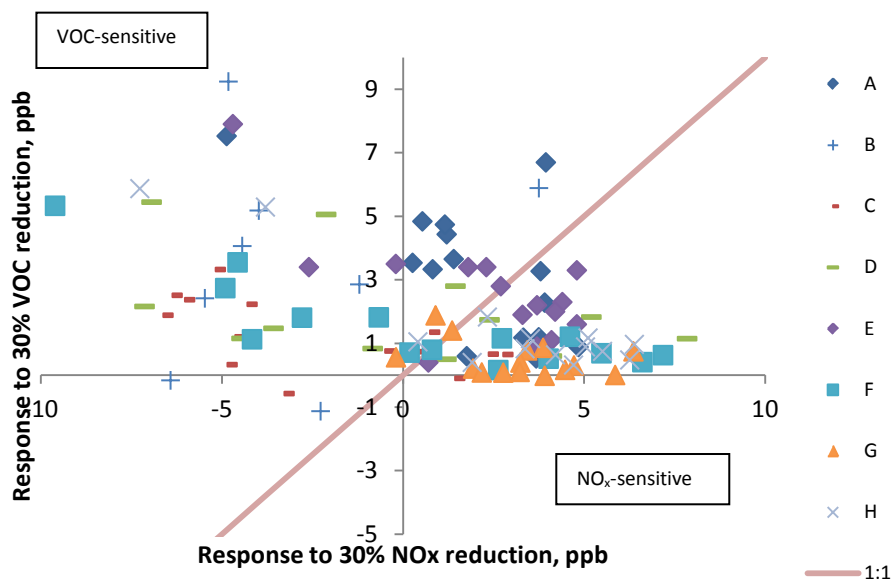 VOC-sensitive
Response to 30% VOC reduction, ppb
9
7
5
3
1
-1
-3
-5
-10
-5
0
5
10
NOₓ-sensitive
Response to 30% NOx reduction, ppb
A
B
C
D
E
F
G
H
1:1